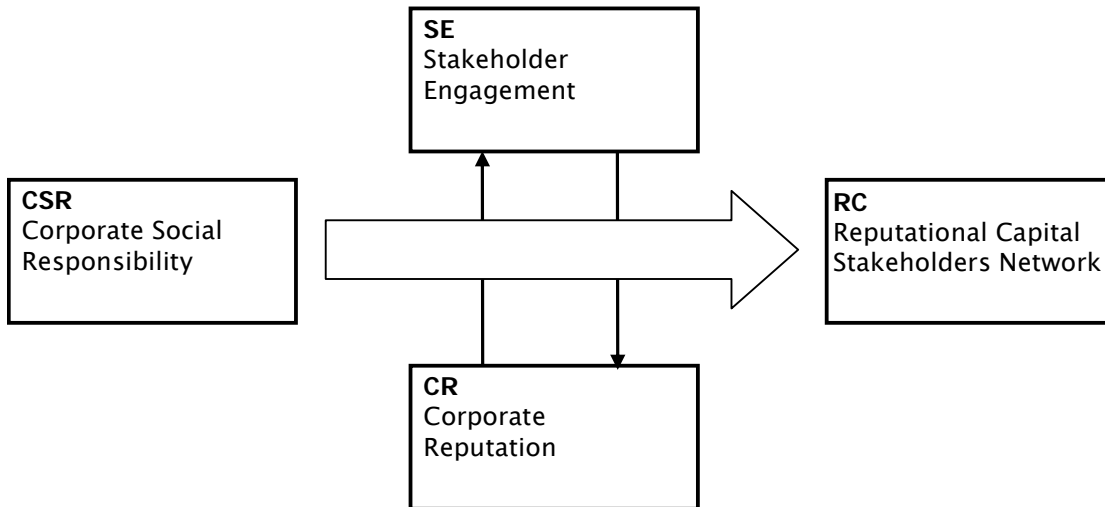 SE
Stakeholder
Engagement
CSR
Corporate Social
Responsibility
RC
Reputational Capital
Stakeholders Network
CR
Corporate
Reputation